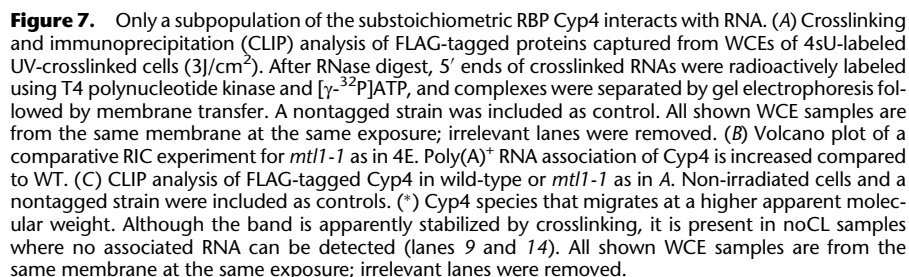 Figure 7. Only a subpopulation of the substoichiometric RBP Cyp4 interacts with RNA. (A) Crosslinking
and immunoprecipitation (CLIP) analysis of FLAG-tagged proteins captured from WCEs of 4sU-labeled
UV-crosslinked cells (3J/cm²). After RNase digest, 5′ ends of crosslinked RNAs were radioactively labeled
using T4 polynucleotide kinase and [γ-³²P]ATP, and complexes were separated by gel electrophoresis fol-
lowed by membrane transfer. A nontagged strain was included as control. All shown WCE samples are
from the same membrane at the same exposure; irrelevant lanes were removed. (B) Volcano plot of a
comparative RIC experiment for mtl1-1 as in 4E. Poly(A)⁺ RNA association of Cyp4 is increased compared
to WT. (C) CLIP analysis of FLAG-tagged Cyp4 in wild-type or mtl1-1 as in A. Non-irradiated cells and a
nontagged strain were included as controls. (*) Cyp4 species that migrates at a higher apparent molec-
ular weight. Although the band is apparently stabilized by crosslinking, it is present in noCL samples
where no associated RNA can be detected (lanes 9 and 14). All shown WCE samples are from the
same membrane at the same exposure; irrelevant lanes were removed.